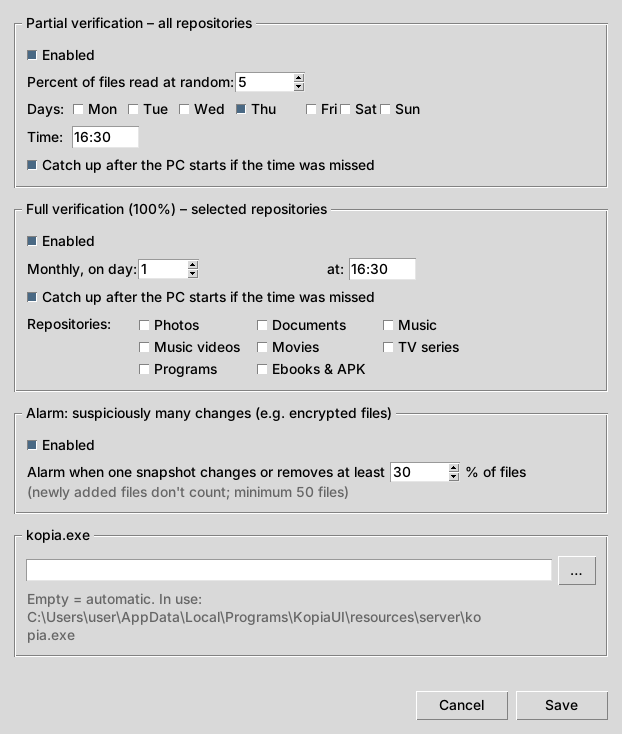 Partial verification – all repositories
Enabled
Percent of files read at random: 5
Days: Mon Tue Wed Thu Fri Sat Sun
Time: 16:30
Catch up after the PC starts if the time was missed
Full verification (100%) – selected repositories
Enabled
Monthly, on day: 1 at: 16:30
Catch up after the PC starts if the time was missed
Repositories: Photos Documents Music
Music videos Movies TV series
Programs Ebooks & APK
Alarm: suspiciously many changes (e.g. encrypted files)
Enabled
Alarm when one snapshot changes or removes at least 30 % of files
(newly added files don't count; minimum 50 files)
kopia.exe
...
Empty = automatic. In use:
C:\Users\user\AppData\Local\Programs\KopiaUI\resources\server\ko
pia.exe
Cancel Save